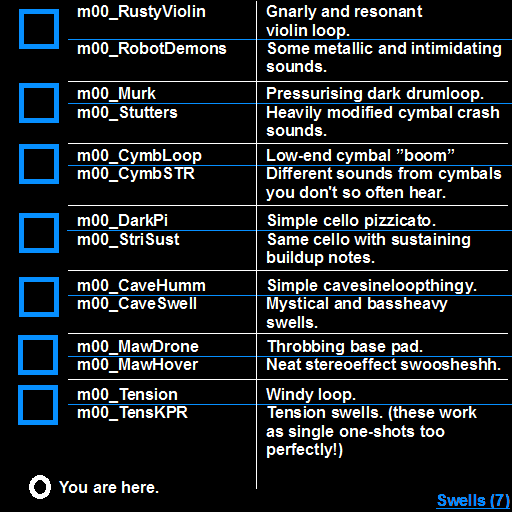 m00_RustyViolin Gnarly and resonant
violin loop.
m00_RobotDemons Some metallic and intimidating
sounds.
m00_Murk Pressurising dark drumloop.
m00_Stutters Heavily modified cymbal crash
sounds.
m00_CymbLoop Low-end cymbal ”boom”
m00_CymbSTR Different sounds from cymbals
you don't so often hear.
m00_DarkPi Simple cello pizzicato.
m00_StriSust Same cello with sustaining
buildup notes.
m00_CaveHumm Simple cavesineloopthingy.
m00_CaveSwell Mystical and bassheavy
swells.
m00_MawDrone Throbbing base pad.
m00_MawHover Neat stereoeffect swoosheshh.
m00_Tension Windy loop.
m00_TensKPR Tension swells. (these work
as single one-shots too
perfectly!)
You are here.
Swells (7)